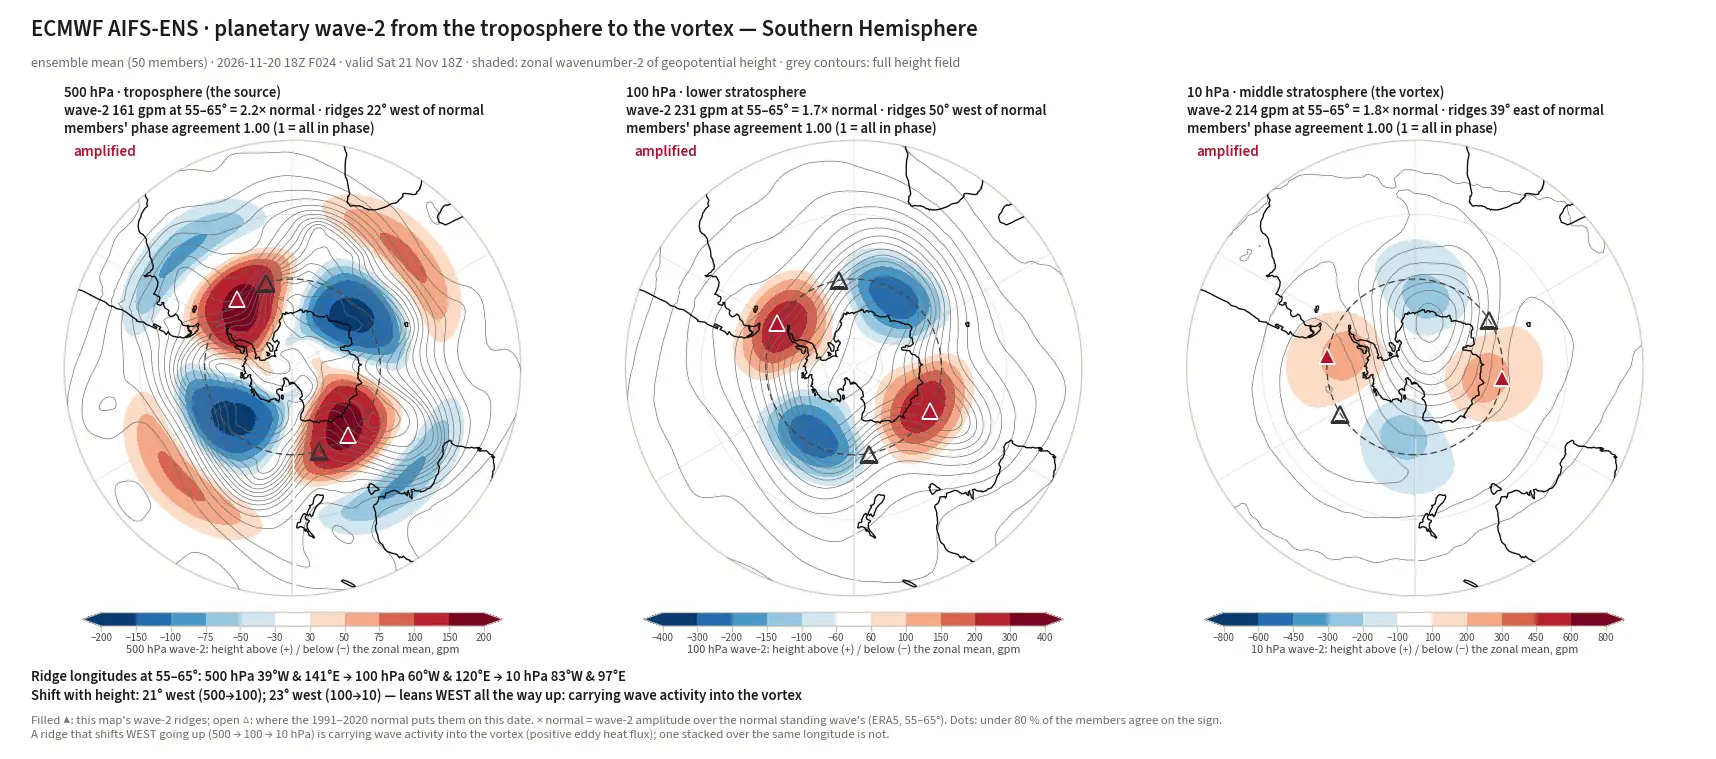 ECMWF AIFS-ENS · planetary wave-2 from the troposphere to the vortex — Southern Hemisphere
ensemble mean (50 members) · 2026-11-20 18Z F024 · valid Sat 21 Nov 18Z · shaded: zonal wavenumber-2 of geopotential height · grey contours: full height field
500 hPa · troposphere (the source)
wave-2 161 gpm at 55–65° = 2.2× normal · ridges 22° west of normal
members' phase agreement 1.00 (1 = all in phase)
amplified
100 hPa · lower stratosphere
wave-2 231 gpm at 55–65° = 1.7× normal · ridges 50° west of normal
members' phase agreement 1.00 (1 = all in phase)
amplified
10 hPa · middle stratosphere (the vortex)
wave-2 214 gpm at 55–65° = 1.8× normal · ridges 39° east of normal
members' phase agreement 1.00 (1 = all in phase)
amplified
−200 −150 −100 −75 −50 −30 30 50 75 100 150 200
500 hPa wave-2: height above (+) / below (−) the zonal mean, gpm
−400 −300 −200 −150 −100 −60 60 100 150 200 300 400
100 hPa wave-2: height above (+) / below (−) the zonal mean, gpm
−800 −600 −450 −300 −200 −100 100 200 300 450 600 800
10 hPa wave-2: height above (+) / below (−) the zonal mean, gpm
Ridge longitudes at 55–65°: 500 hPa 39°W & 141°E → 100 hPa 60°W & 120°E → 10 hPa 83°W & 97°E
Shift with height: 21° west (500→100); 23° west (100→10) — leans WEST all the way up: carrying wave activity into the vortex
Filled ▲: this map's wave-2 ridges; open △: where the 1991–2020 normal puts them on this date. × normal = wave-2 amplitude over the normal standing wave's (ERA5, 55–65°). Dots: under 80 % of the members agree on the sign.
A ridge that shifts WEST going up (500 → 100 → 10 hPa) is carrying wave activity into the vortex (positive eddy heat flux); one stacked over the same longitude is not.